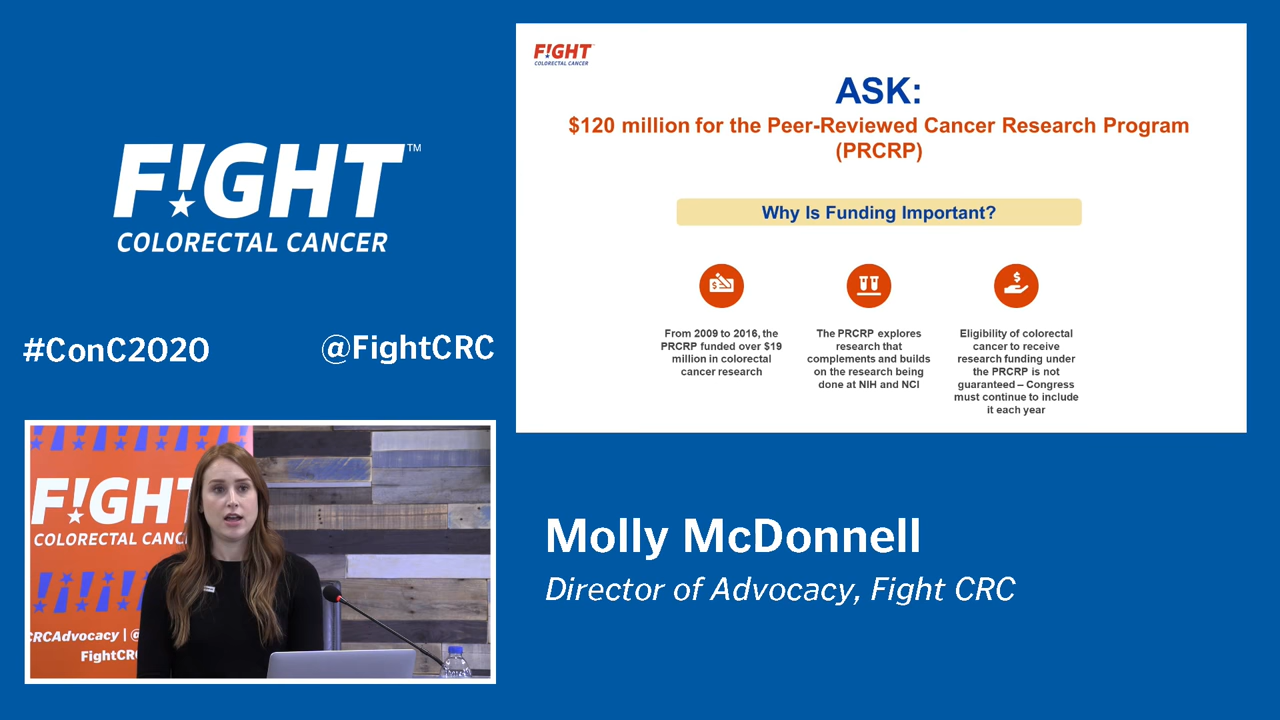 F!GHT™
COLORECTAL CANCER
#ConC2020
@FightCRC
F!GHT
COLORECTAL CANCER
ASK:
$120 million for the Peer-Reviewed Cancer Research Program
(PRCRP)
Why Is Funding Important?
From 2009 to 2016, the
PRCRP funded over $19
million in colorectal
cancer research
The PRCRP explores
research that
complements and builds
on the research being
done at NIH and NCI
Eligibility of colorectal
cancer to receive
research funding under
the PRCRP is not
guaranteed – Congress
must continue to include
it each year
F!GHT
COLORECTAL CANC
CRCAdvocacy | @
FightCR
Molly McDonnell
Director of Advocacy, Fight CRC